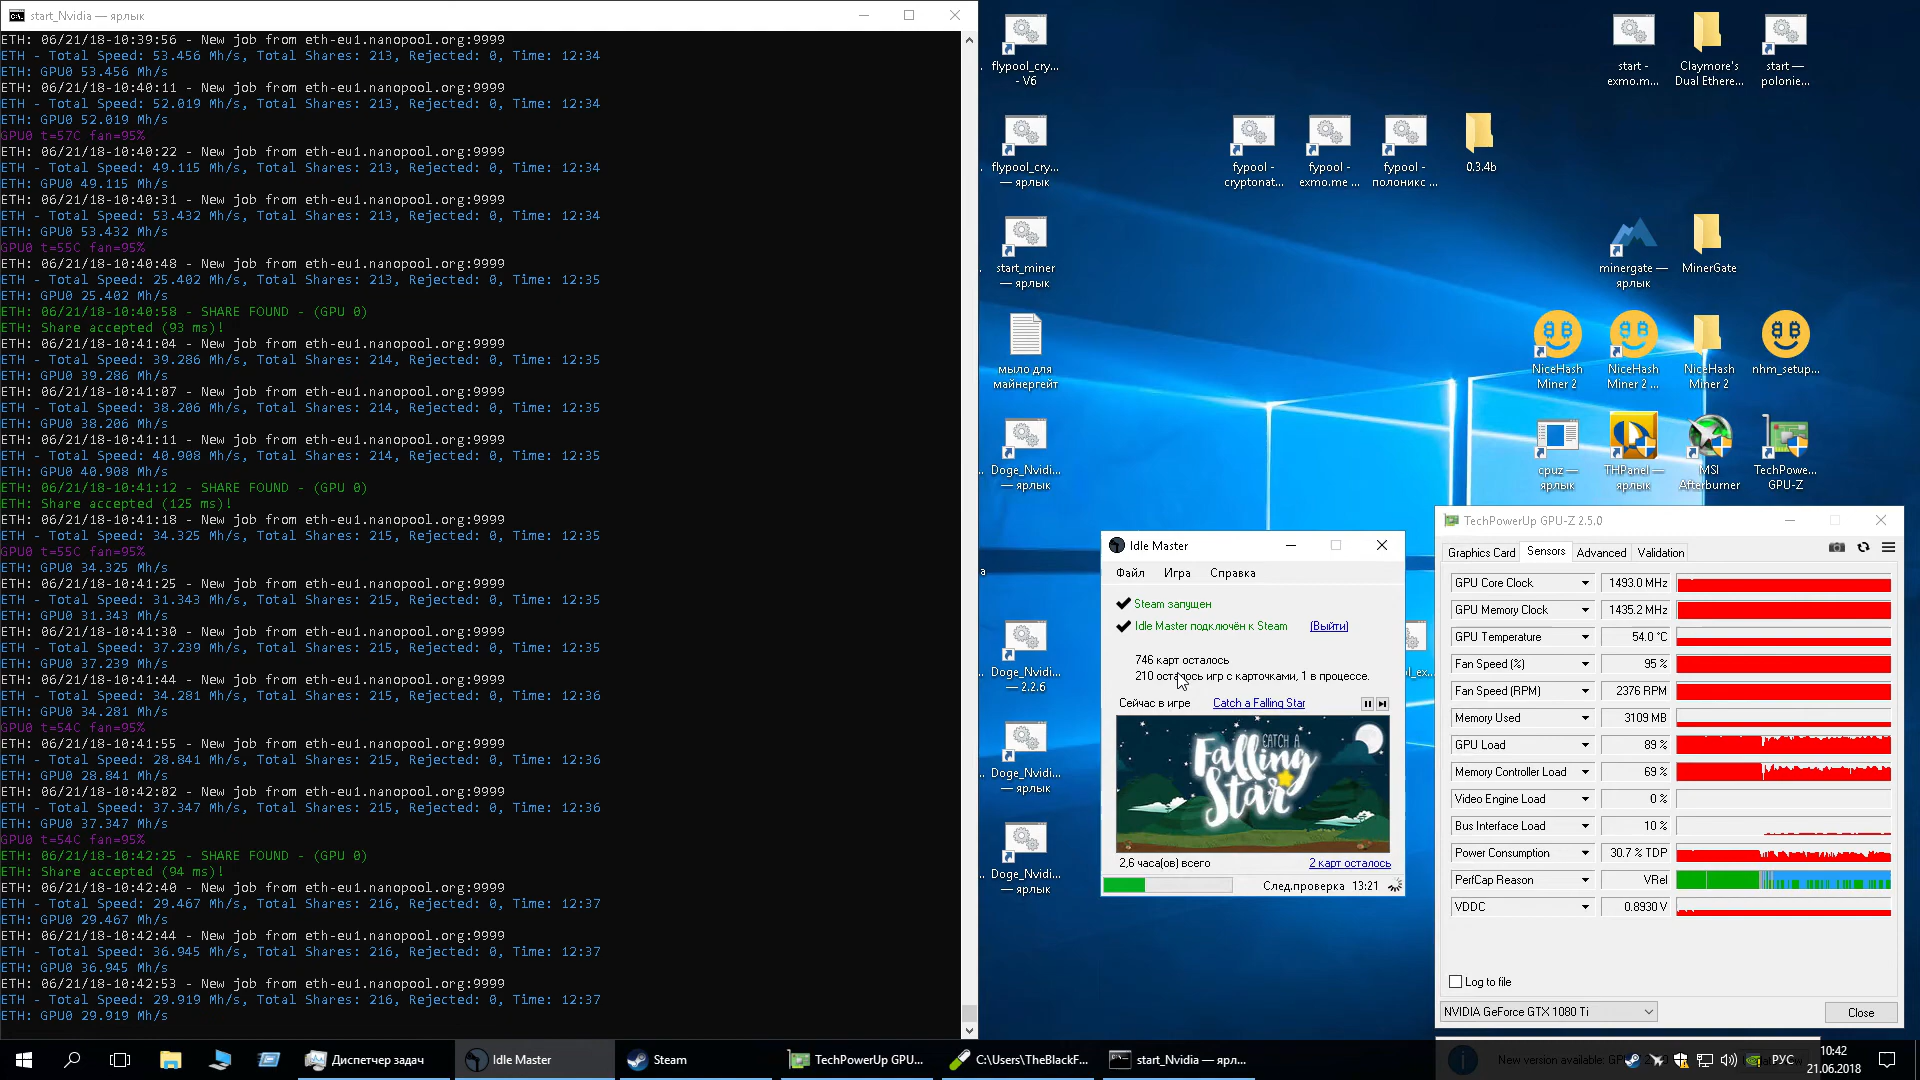 start_Nvidia — ярлык
ETH: 06/21/18-10:39:56 - New job from eth-eu1.nanopool.org:9999
ETH - Total Speed: 53.456 Mh/s, Total Shares: 213, Rejected: 0, Time: 12:34
ETH: GPU0 53.456 Mh/s
ETH: 06/21/18-10:40:11 - New job from eth-eu1.nanopool.org:9999
ETH - Total Speed: 52.019 Mh/s, Total Shares: 213, Rejected: 0, Time: 12:34
ETH: GPU0 52.019 Mh/s
GPU0 t=57C fan=95%
ETH: 06/21/18-10:40:22 - New job from eth-eu1.nanopool.org:9999
ETH - Total Speed: 49.115 Mh/s, Total Shares: 213, Rejected: 0, Time: 12:34
ETH: GPU0 49.115 Mh/s
ETH: 06/21/18-10:40:31 - New job from eth-eu1.nanopool.org:9999
ETH - Total Speed: 53.432 Mh/s, Total Shares: 213, Rejected: 0, Time: 12:34
ETH: GPU0 53.432 Mh/s
GPU0 t=55C fan=95%
ETH: 06/21/18-10:40:48 - New job from eth-eu1.nanopool.org:9999
ETH - Total Speed: 25.402 Mh/s, Total Shares: 213, Rejected: 0, Time: 12:35
ETH: GPU0 25.402 Mh/s
ETH: 06/21/18-10:40:58 - SHARE FOUND - (GPU 0)
ETH: Share accepted (93 ms)!
ETH: 06/21/18-10:41:04 - New job from eth-eu1.nanopool.org:9999
ETH - Total Speed: 39.286 Mh/s, Total Shares: 214, Rejected: 0, Time: 12:35
ETH: GPU0 39.286 Mh/s
ETH: 06/21/18-10:41:07 - New job from eth-eu1.nanopool.org:9999
ETH - Total Speed: 38.206 Mh/s, Total Shares: 214, Rejected: 0, Time: 12:35
ETH: GPU0 38.206 Mh/s
ETH: 06/21/18-10:41:11 - New job from eth-eu1.nanopool.org:9999
ETH - Total Speed: 40.908 Mh/s, Total Shares: 214, Rejected: 0, Time: 12:35
ETH: GPU0 40.908 Mh/s
ETH: 06/21/18-10:41:12 - SHARE FOUND - (GPU 0)
ETH: Share accepted (125 ms)!
ETH: 06/21/18-10:41:18 - New job from eth-eu1.nanopool.org:9999
ETH - Total Speed: 34.325 Mh/s, Total Shares: 215, Rejected: 0, Time: 12:35
GPU0 t=55C fan=95%
ETH: GPU0 34.325 Mh/s
ETH: 06/21/18-10:41:25 - New job from eth-eu1.nanopool.org:9999
ETH - Total Speed: 31.343 Mh/s, Total Shares: 215, Rejected: 0, Time: 12:35
ETH: GPU0 31.343 Mh/s
ETH: 06/21/18-10:41:30 - New job from eth-eu1.nanopool.org:9999
ETH - Total Speed: 37.239 Mh/s, Total Shares: 215, Rejected: 0, Time: 12:35
ETH: GPU0 37.239 Mh/s
ETH: 06/21/18-10:41:44 - New job from eth-eu1.nanopool.org:9999
ETH - Total Speed: 34.281 Mh/s, Total Shares: 215, Rejected: 0, Time: 12:36
ETH: GPU0 34.281 Mh/s
GPU0 t=54C fan=95%
ETH: 06/21/18-10:41:55 - New job from eth-eu1.nanopool.org:9999
ETH - Total Speed: 28.841 Mh/s, Total Shares: 215, Rejected: 0, Time: 12:36
ETH: GPU0 28.841 Mh/s
ETH: 06/21/18-10:42:02 - New job from eth-eu1.nanopool.org:9999
ETH - Total Speed: 37.347 Mh/s, Total Shares: 215, Rejected: 0, Time: 12:36
ETH: GPU0 37.347 Mh/s
GPU0 t=54C fan=95%
ETH: 06/21/18-10:42:25 - SHARE FOUND - (GPU 0)
ETH: Share accepted (94 ms)!
ETH: 06/21/18-10:42:40 - New job from eth-eu1.nanopool.org:9999
ETH - Total Speed: 29.467 Mh/s, Total Shares: 216, Rejected: 0, Time: 12:37
ETH: GPU0 29.467 Mh/s
ETH: 06/21/18-10:42:44 - New job from eth-eu1.nanopool.org:9999
ETH - Total Speed: 36.945 Mh/s, Total Shares: 216, Rejected: 0, Time: 12:37
ETH: GPU0 36.945 Mh/s
ETH: 06/21/18-10:42:53 - New job from eth-eu1.nanopool.org:9999
ETH - Total Speed: 29.919 Mh/s, Total Shares: 216, Rejected: 0, Time: 12:37
ETH: GPU0 29.919 Mh/s
flypool_cry...
- V6
flypool_cry...
— ярлык
start_miner
— ярлык
мыло для
майнергейт
Doge_Nvidi...
— ярлык
Doge_Nvidi...
— 2.2.6
Doge_Nvidi...
— ярлык
Doge_Nvidi...
— ярлык
fypool -
cryptonat...
fypool -
exmo.me ...
fypool -
полоникс ...
0.3.4b
start -
exmo.m...
Claymore's
Dual Ethere...
start —
polonie...
minergate —
ярлык
MinerGate
NiceHash
Miner 2
NiceHash
Miner 2 ...
NiceHash
Miner 2
nhm_setup...
cpuz —
ярлык
THPanel —
ярлык
MSI
Afterburner
TechPowe...
GPU-Z
Idle Master
Файл Игра Справка
Steam запущен
Idle Master подключён к Steam (Выйти)
746 карт осталось
210 осталось игр с карточками, 1 в процессе.
Сейчас в игре Catch a Falling Star
CATCH A
Falling
Star
2,6 часа(ов) всего 2 карт осталось
След.проверка 13:21
TechPowerUp GPU-Z 2.5.0
Graphics Card Sensors Advanced Validation
GPU Core Clock 1493.0 MHz
GPU Memory Clock 1435.2 MHz
GPU Temperature 54.0 °C
Fan Speed (%) 95 %
Fan Speed (RPM) 2376 RPM
Memory Used 3109 MB
GPU Load 89 %
Memory Controller Load 69 %
Video Engine Load 0 %
Bus Interface Load 10 %
Power Consumption 30.7 % TDP
PerfCap Reason VRel
VDDC 0.8930 V
Log to file
NVIDIA GeForce GTX 1080 Ti Close
Диспетчер задач
Idle Master
Steam
TechPowerUp GPU...
C:\Users\TheBlackF...
start_Nvidia — ярл...
New version available: GP
РУС
10:42
21.06.2018